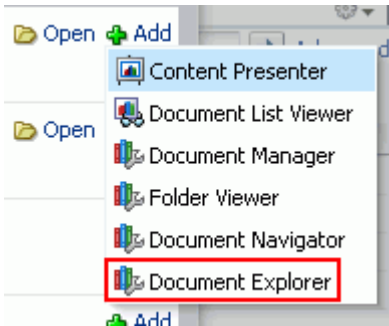 Open Add
Content Presenter
Document List Viewer
Open
Document Manager
Folder Viewer
Document Navigator
Document Explorer
Add